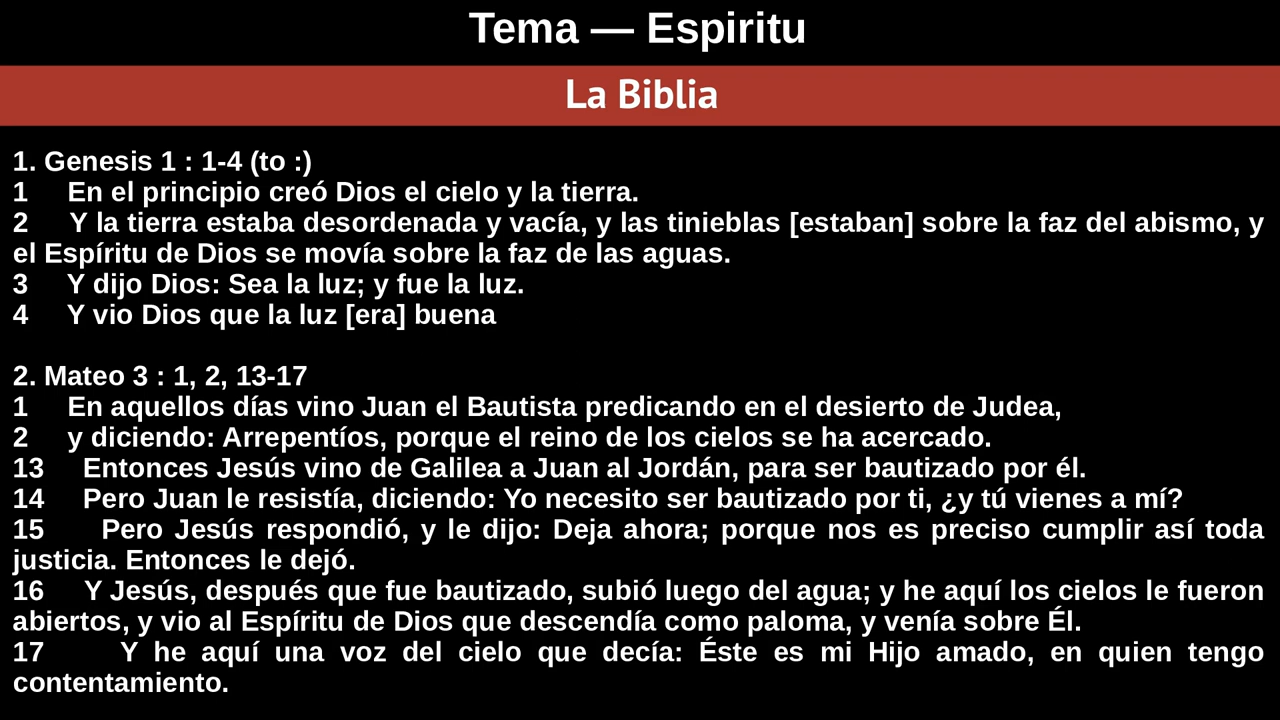 Tema — Espiritu
La Biblia
1. Genesis 1 : 1-4 (to :)
1 En el principio creó Dios el cielo y la tierra.
2 Y la tierra estaba desordenada y vacía, y las tinieblas [estaban] sobre la faz del abismo, y
el Espíritu de Dios se movía sobre la faz de las aguas.
3 Y dijo Dios: Sea la luz; y fue la luz.
4 Y vio Dios que la luz [era] buena
2. Mateo 3 : 1, 2, 13-17
1 En aquellos días vino Juan el Bautista predicando en el desierto de Judea,
2 y diciendo: Arrepentíos, porque el reino de los cielos se ha acercado.
13 Entonces Jesús vino de Galilea a Juan al Jordán, para ser bautizado por él.
14 Pero Juan le resistía, diciendo: Yo necesito ser bautizado por ti, ¿y tú vienes a mí?
15 Pero Jesús respondió, y le dijo: Deja ahora; porque nos es preciso cumplir así toda
justicia. Entonces le dejó.
16 Y Jesús, después que fue bautizado, subió luego del agua; y he aquí los cielos le fueron
abiertos, y vio al Espíritu de Dios que descendía como paloma, y venía sobre Él.
17 Y he aquí una voz del cielo que decía: Éste es mi Hijo amado, en quien tengo
contentamiento.